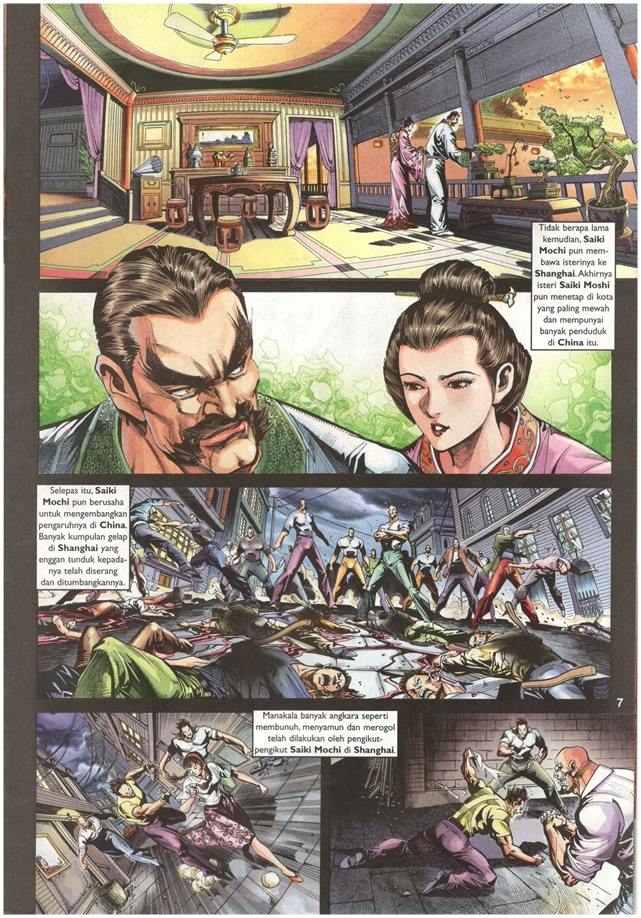 Tidak berapa lama
kemudian, Saiki
Mochi pun mem-
bawa isterinya ke
Shanghai. Akhirnya
isteri Saiki Moshi
pun menetap di kota
yang paling mewah
dan mempunyai
banyak penduduk
di China itu.
Selepas itu, Saiki
Mochi pun berusaha
untuk mengembangkan
pengaruhnya di China.
Banyak kumpulan gelap
di Shanghai yang
enggan tunduk kepada-
nya telah diserang
dan ditumbangkannya.
7
Manakala banyak angkara seperti
membunuh, menyamun dan merogol
telah dilakukan oleh pengikut-
pengikut Saiki Mochi di Shanghai.